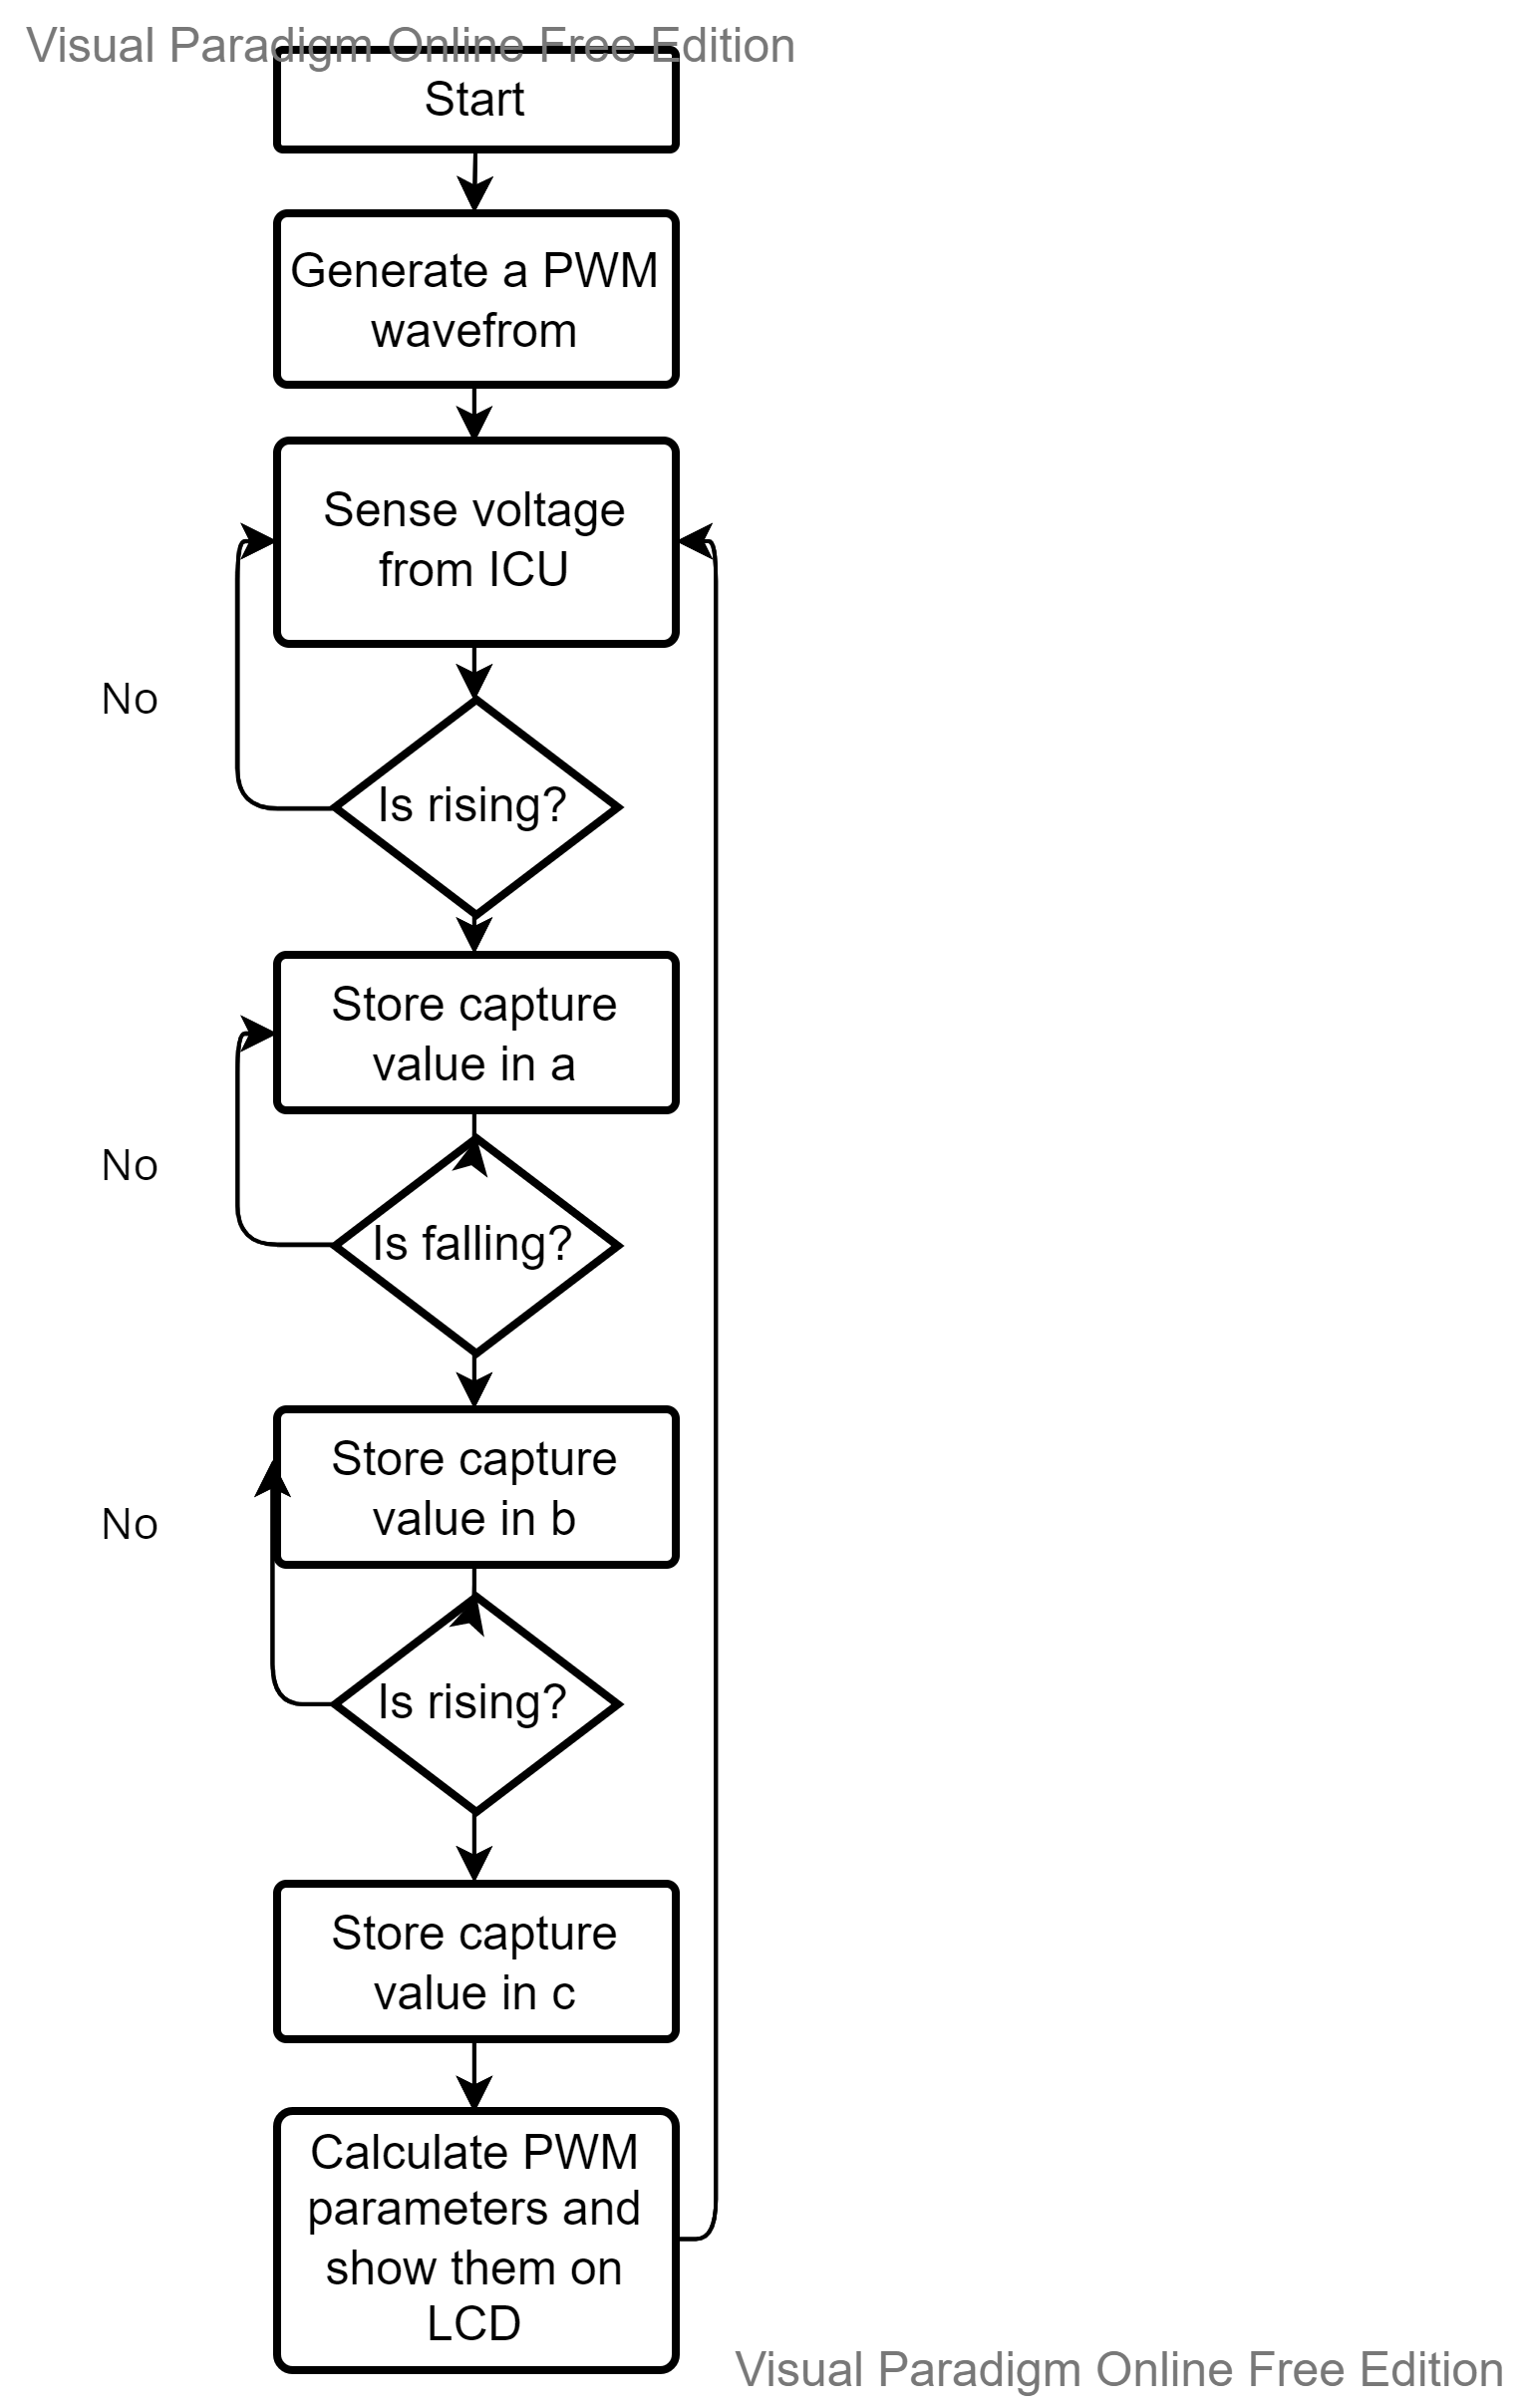 Visual Paradigm Online Free Edition
Start
Generate a PWM
wavefrom
Sense voltage
from ICU
No
Is rising?
Store capture
value in a
No
Is falling?
Store capture
value in b
No
Is rising?
Store capture
value in c
Calculate PWM
parameters and
show them on
LCD
Visual Paradigm Online Free Edition